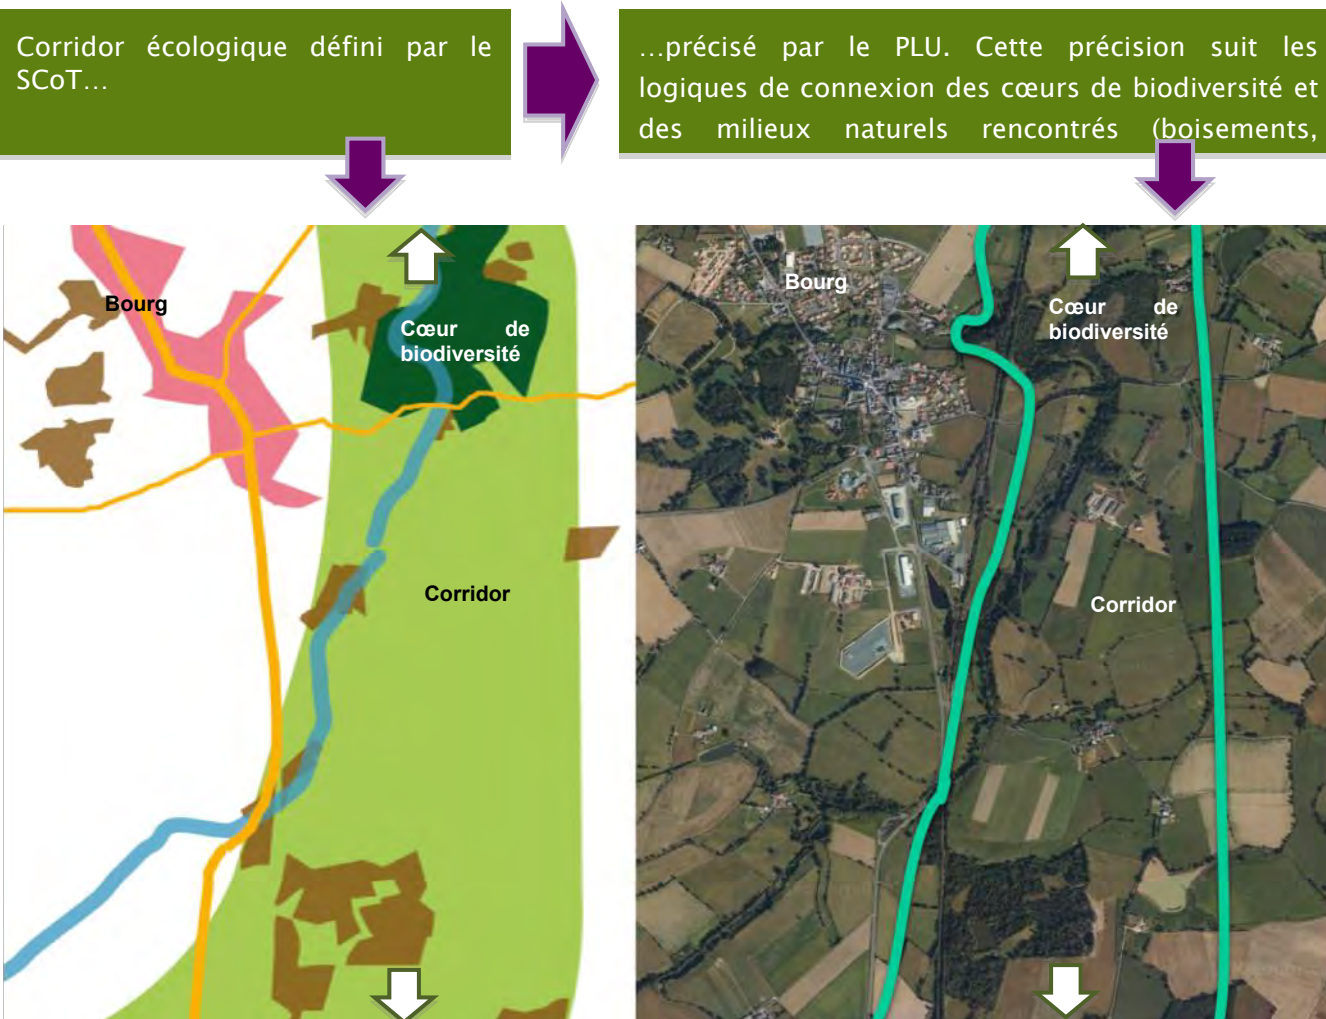 Corridor écologique défini par le
SCoT…
…précisé par le PLU. Cette précision suit les
logiques de connexion des cœurs de biodiversité et
des milieux naturels rencontrés (boisements,
Bourg
Cœur de
biodiversité
Corridor
Bourg
Cœur de
biodiversité
Corridor